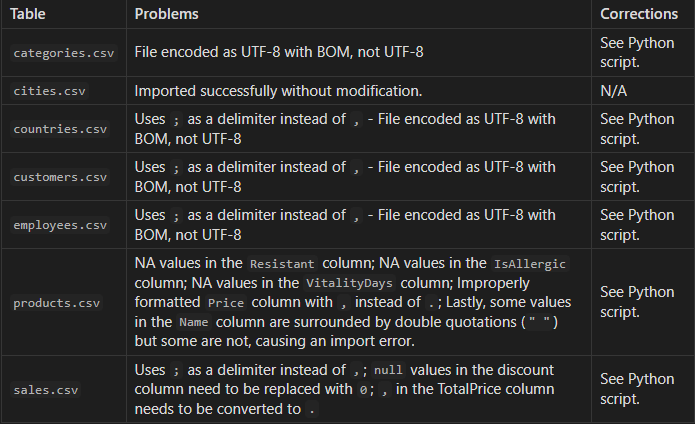 Table Problems Corrections
categories.csv File encoded as UTF-8 with BOM, not UTF-8 See Python
script.
cities.csv Imported successfully without modification. N/A
countries.csv Uses ; as a delimiter instead of , - File encoded as UTF-8 with
BOM, not UTF-8 See Python
script.
customers.csv Uses ; as a delimiter instead of , - File encoded as UTF-8 with
BOM, not UTF-8 See Python
script.
employees.csv Uses ; as a delimiter instead of , - File encoded as UTF-8 with
BOM, not UTF-8 See Python
script.
products.csv NA values in the Resistant column; NA values in the IsAllergic
column; NA values in the VitalityDays column; Improperly
formatted Price column with , instead of . ; Lastly, some values
in the Name column are surrounded by double quotations ( " " )
but some are not, causing an import error. See Python
script.
sales.csv Uses ; as a delimiter instead of , ; null values in the discount
column need to be replaced with 0 ; , in the TotalPrice column
needs to be converted to . See Python
script.